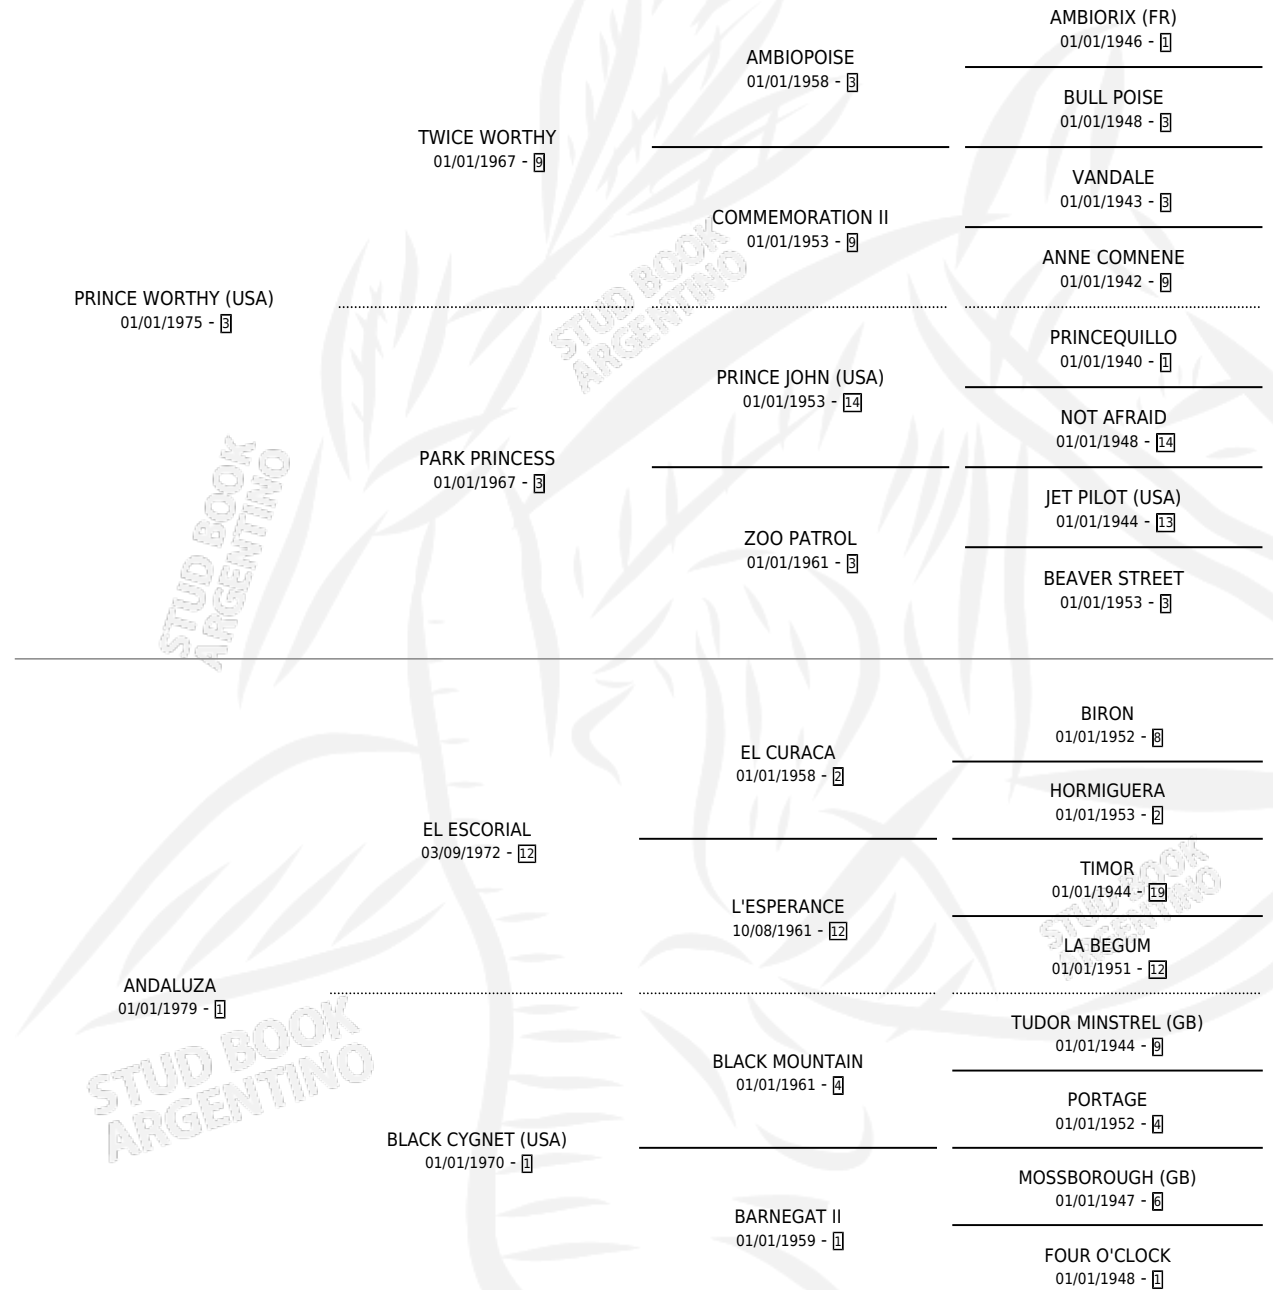 AMBIORIX (FR)
01/01/1946 - 1
AMBIOPOISE
01/01/1958 - 3
BULL POISE
01/01/1948 - 3
TWICE WORTHY
01/01/1967 - 9
VANDALE
01/01/1943 - 3
COMMEMORATION II
01/01/1953 - 9
ANNE COMNENE
01/01/1942 - 9
PRINCE WORTHY (USA)
01/01/1975 - 3
PRINCEQUILLO
01/01/1940 - 1
PRINCE JOHN (USA)
01/01/1953 - 14
NOT AFRAID
01/01/1948 - 14
PARK PRINCESS
01/01/1967 - 3
JET PILOT (USA)
01/01/1944 - 13
ZOO PATROL
01/01/1961 - 3
BEAVER STREET
01/01/1953 - 3
BIRON
01/01/1952 - 8
EL CURACA
01/01/1958 - 2
HORMIGUERA
01/01/1953 - 2
EL ESCORIAL
03/09/1972 - 12
TIMOR
01/01/1944 - 19
L'ESPERANCE
10/08/1961 - 12
LA BEGUM
01/01/1951 - 12
ANDALUZA
01/01/1979 - 1
TUDOR MINSTREL (GB)
01/01/1944 - 9
BLACK MOUNTAIN
01/01/1961 - 4
PORTAGE
01/01/1952 - 4
BLACK CYGNET (USA)
01/01/1970 - 1
MOSSBOROUGH (GB)
01/01/1947 - 6
BARNEGAT II
01/01/1959 - 1
FOUR O'CLOCK
01/01/1948 - 1
STUD BOOK
ARGENTINO
STUD BOOK
ARGENTINO
STUD BOOK
ARGENTINO
STUD BOOK
ARGENTINO